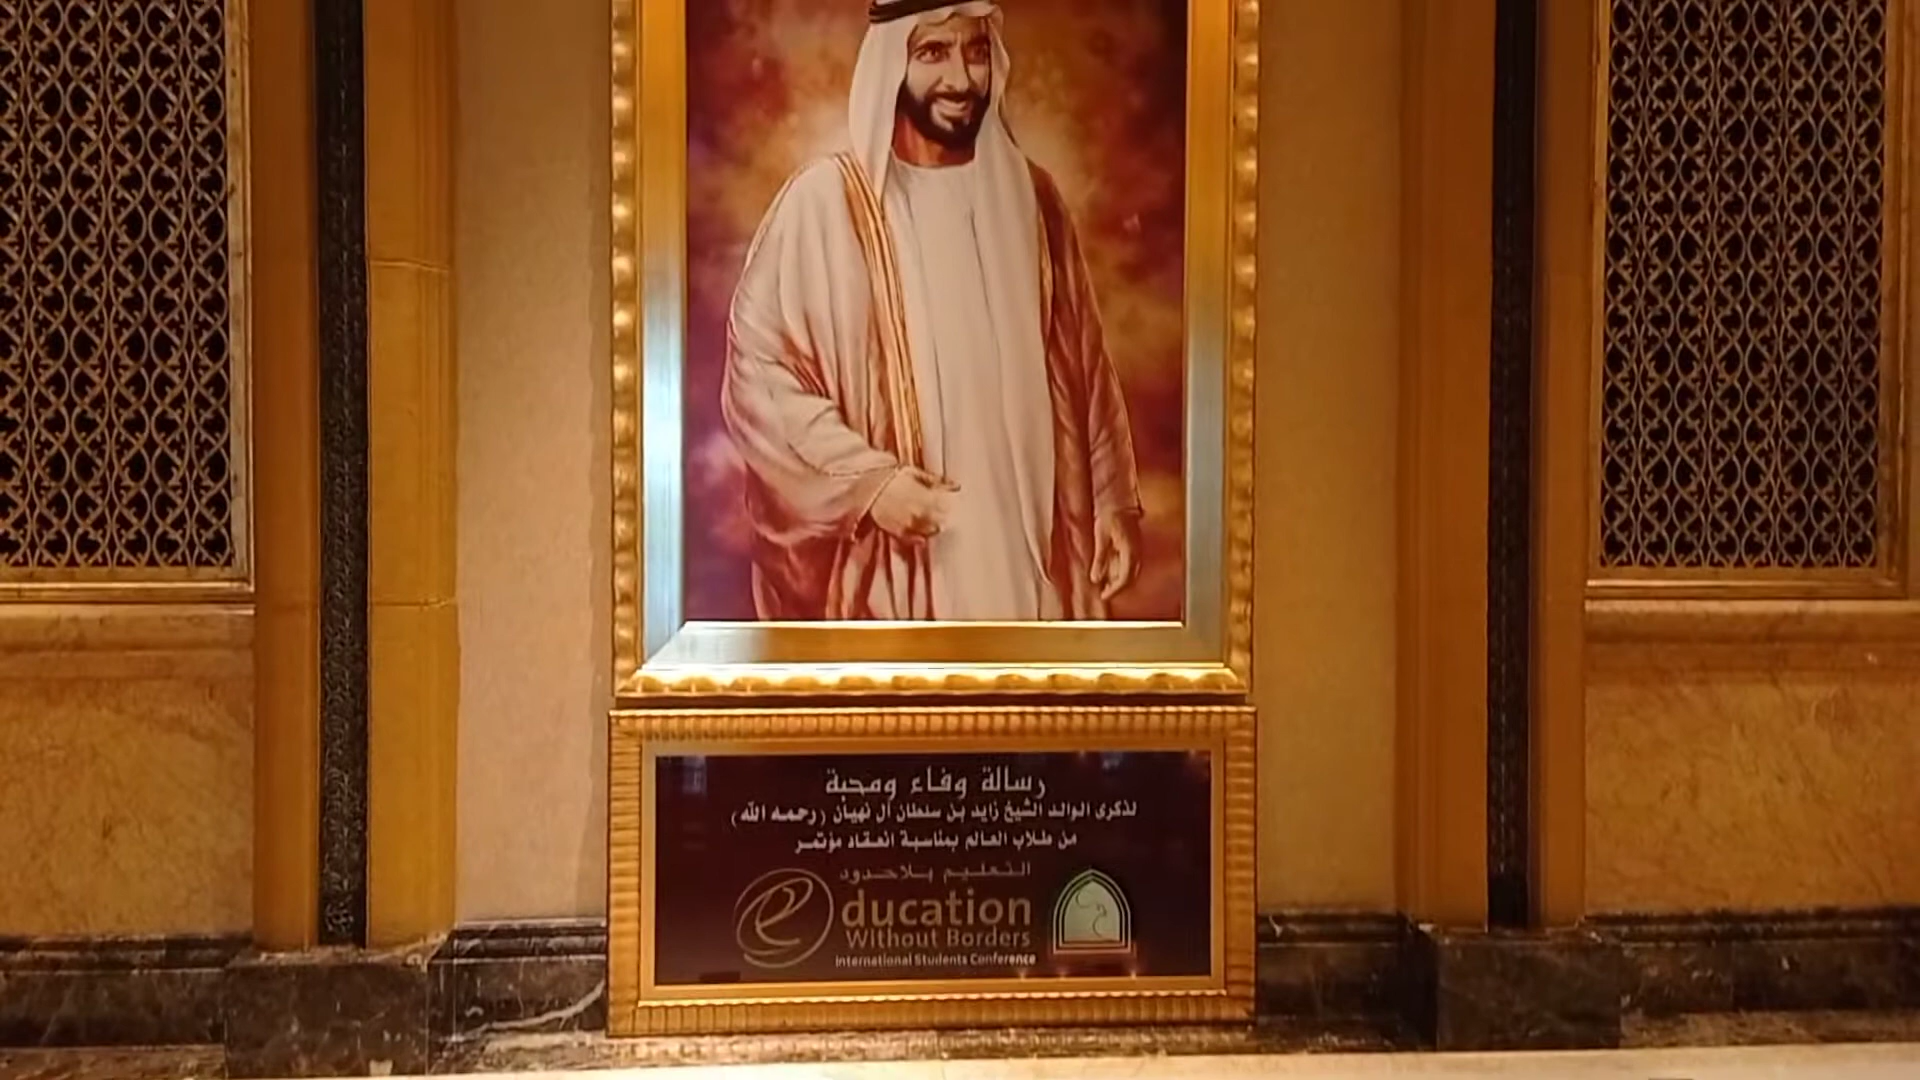 رسالة وفاء ومحبة
لذكرى الوالد الشيخ زايد بن سلطان آل نهيان (رحمه الله)
من طلاب العالم بمناسبة انعقاد مؤتمر
التعليم بلا حدود
education
Without Borders
International Students Conference